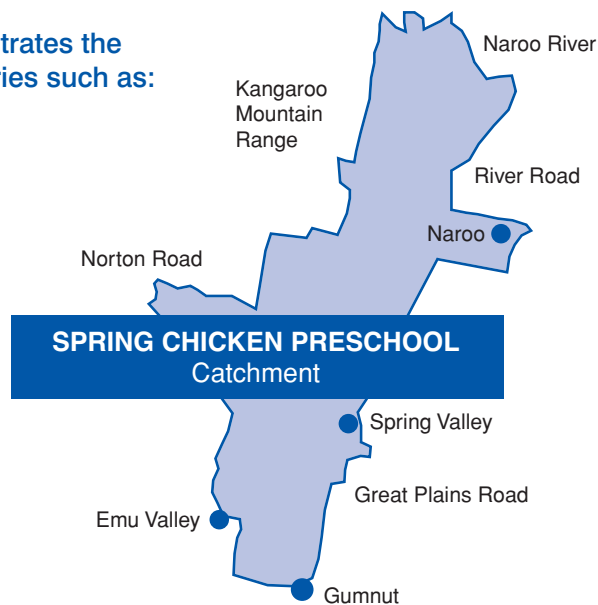 trates the
ries such as:
Naroo River
Kangaroo
Mountain
Range
River Road
Naroo
Norton Road
SPRING CHICKEN PRESCHOOL
Catchment
Spring Valley
Great Plains Road
Emu Valley
Gumnut